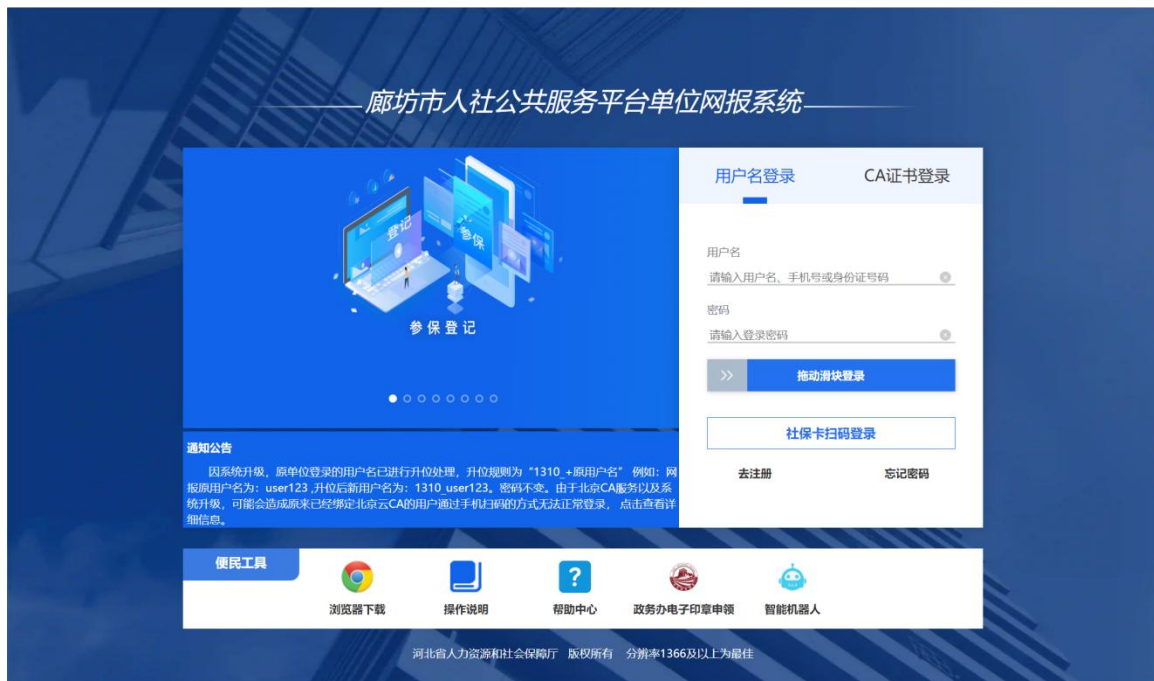 廊坊市人社公共服务平台单位网报系统
登记
参保
参保登记
用户名登录
CA证书登录
用户名
请输入用户名、手机号或身份证号码
密码
请输入登录密码
>>
拖动滑块登录
社保卡扫码登录
去注册
忘记密码
通知公告
因系统升级，原单位登录的用户名已进行升位处理，升位规则为“1310_+原用户名” 例如：网
报原用户名为：user123 ,升位后新用户名为：1310_user123。密码不变。由于北京CA服务以及系
统升级，可能会造成原来已经绑定北京云CA的用户通过手机扫码的方式无法正常登录， 点击查看详
细信息。
便民工具
浏览器下载
操作说明
?
帮助中心
政务办电子印章申领
智能机器人
河北省人力资源和社会保障厅 版权所有 分辨率1366及以上为最佳